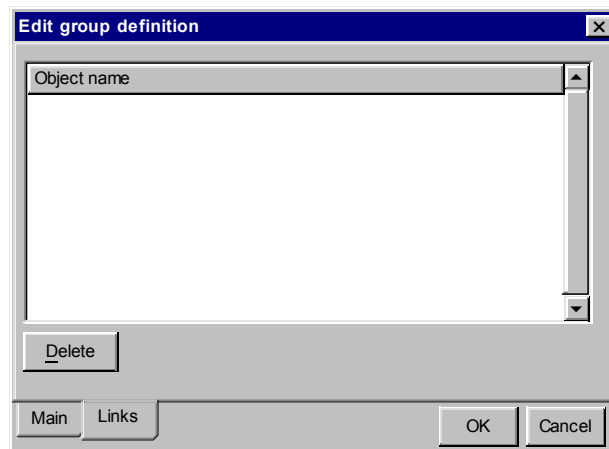 Edit group definition
Object name
Delete
Main
Links
OK
Cancel